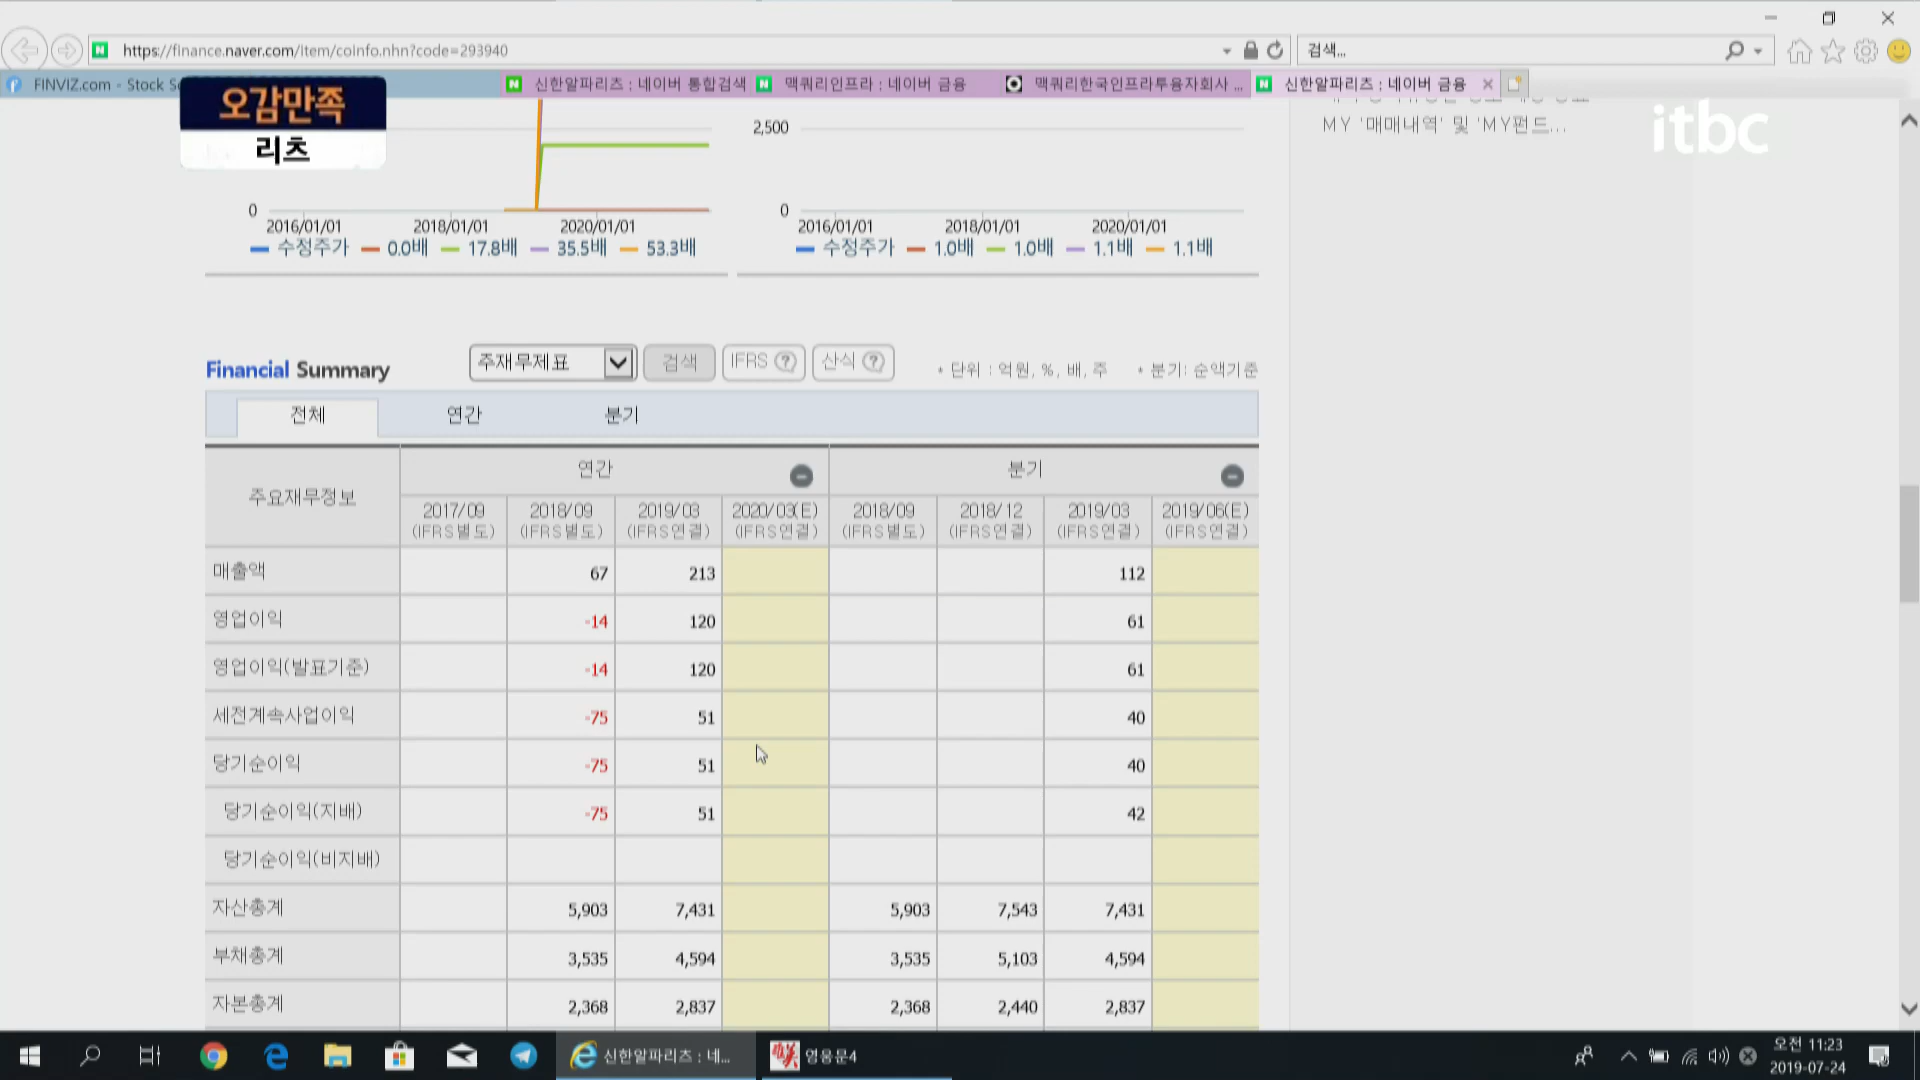 https://finance.naver.com/item/coinfo.nhn?code=293940
검색...
FINVIZ.com - Stock Sc
신한알파리츠 : 네이버 통합검색
맥쿼리인프라 : 네이버 금융
맥쿼리한국인프라투융자회사 ...
신한알파리츠 : 네이버 금융
오감만족
리츠
itbc
MY '매매내역' 및 'MY펀드...
0
2016/01/01 2018/01/01 2020/01/01
수정주가 0.0배 17.8배 35.5배 53.3배
2,500
0
2016/01/01 2018/01/01 2020/01/01
수정주가 1.0배 1.0배 1.1배 1.1배
Financial Summary 주재무제표 검색 IFRS ? 산식 ? * 단위 : 억원, %, 배, 주 * 분기: 순액기준
전체 연간 분기
주요재무정보 연간 분기
2017/09 2018/09 2019/03 2020/03(E) 2018/09 2018/12 2019/03 2019/06(E)
(IFRS별도) (IFRS별도) (IFRS연결) (IFRS연결) (IFRS별도) (IFRS연결) (IFRS연결) (IFRS연결)
매출액 67 213 112
영업이익 -14 120 61
영업이익(발표기준) -14 120 61
세전계속사업이익 -75 51 40
당기순이익 -75 51 40
당기순이익(지배) -75 51 42
당기순이익(비지배)
자산총계 5,903 7,431 5,903 7,543 7,431
부채총계 3,535 4,594 3,535 5,103 4,594
자본총계 2,368 2,837 2,368 2,440 2,837
신한알파리츠 : 네...
영웅문4
오전 11:23
2019-07-24